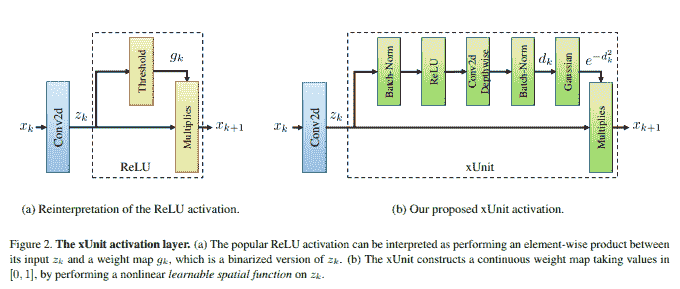 Threshold
g_k
x_k
Conv2d
z_k
Multiplies
x_{k+1}
ReLU
x_k
Conv2d
z_k
Batch-Norm
ReLU
Conv2d
Depthwise
Batch-Norm
d_k
Gaussian
e^{-d_k^2}
Multiplies
x_{k+1}
xUnit
(a) Reinterpretation of the ReLU activation.
(b) Our proposed xUnit activation.
Figure 2. The xUnit activation layer. (a) The popular ReLU activation can be interpreted as performing an element-wise product between
its input z_k and a weight map g_k, which is a binarized version of z_k. (b) The xUnit constructs a continuous weight map taking values in
[0, 1], by performing a nonlinear learnable spatial function on z_k.